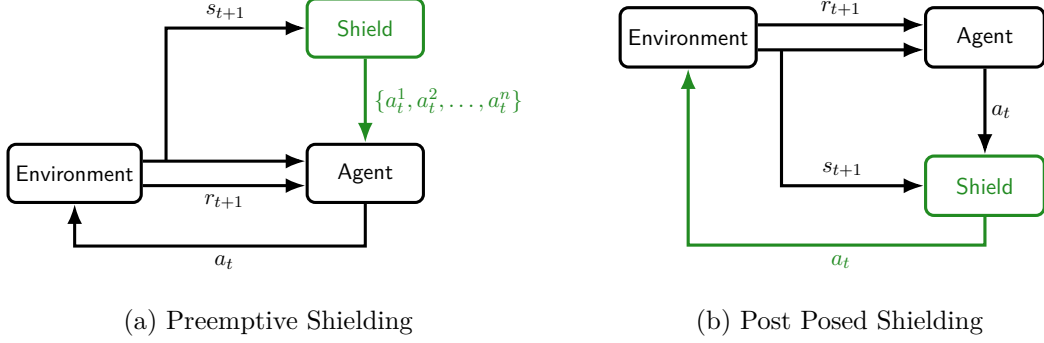 s_{t+1}
Shield
{a_t^1, a_t^2, . . . , a_t^n}
Environment
Agent
r_{t+1}
a_t
(a) Preemptive Shielding
r_{t+1}
Environment
Agent
a_t
s_{t+1}
Shield
a_t
(b) Post Posed Shielding